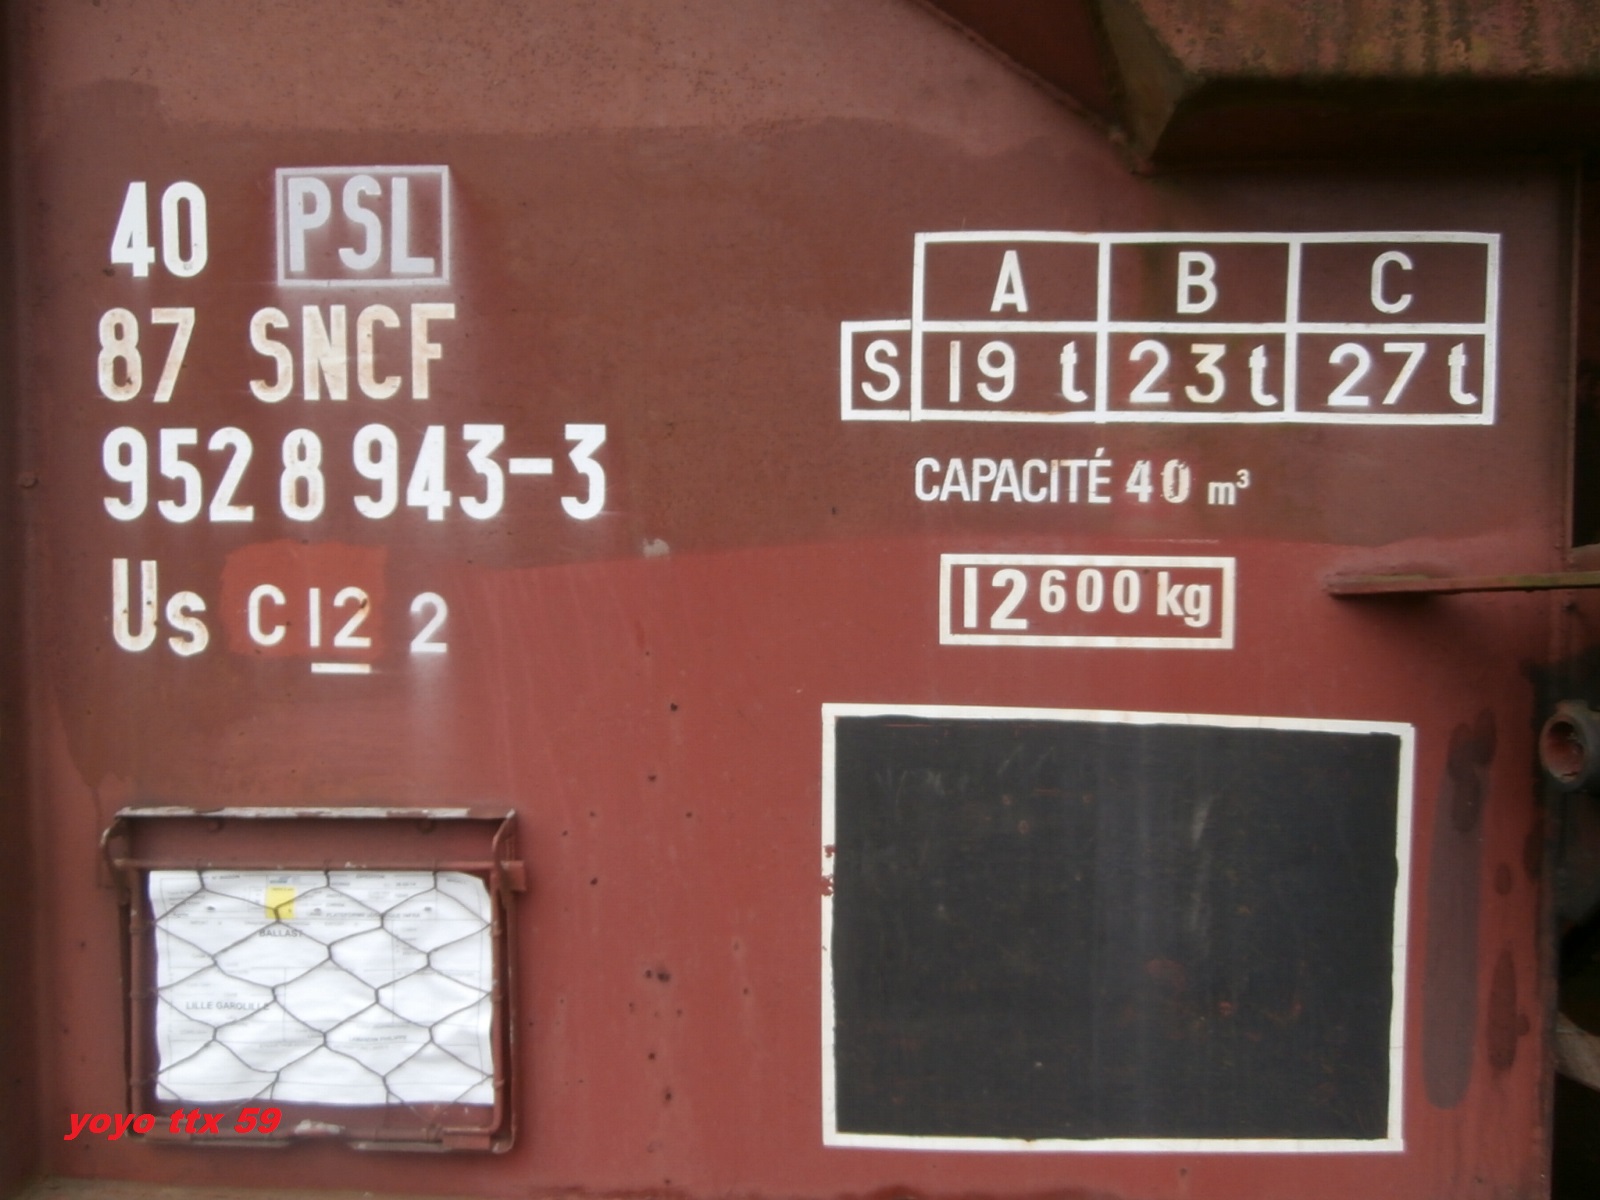 40 PSL
87 SNCF
952 8 943-3
Us C 12 2
A B C
S 19 t 23 t 27 t
CAPACITÉ 40 m³
12 600 kg
BALLAST
LILLE
yoyo ttx 59